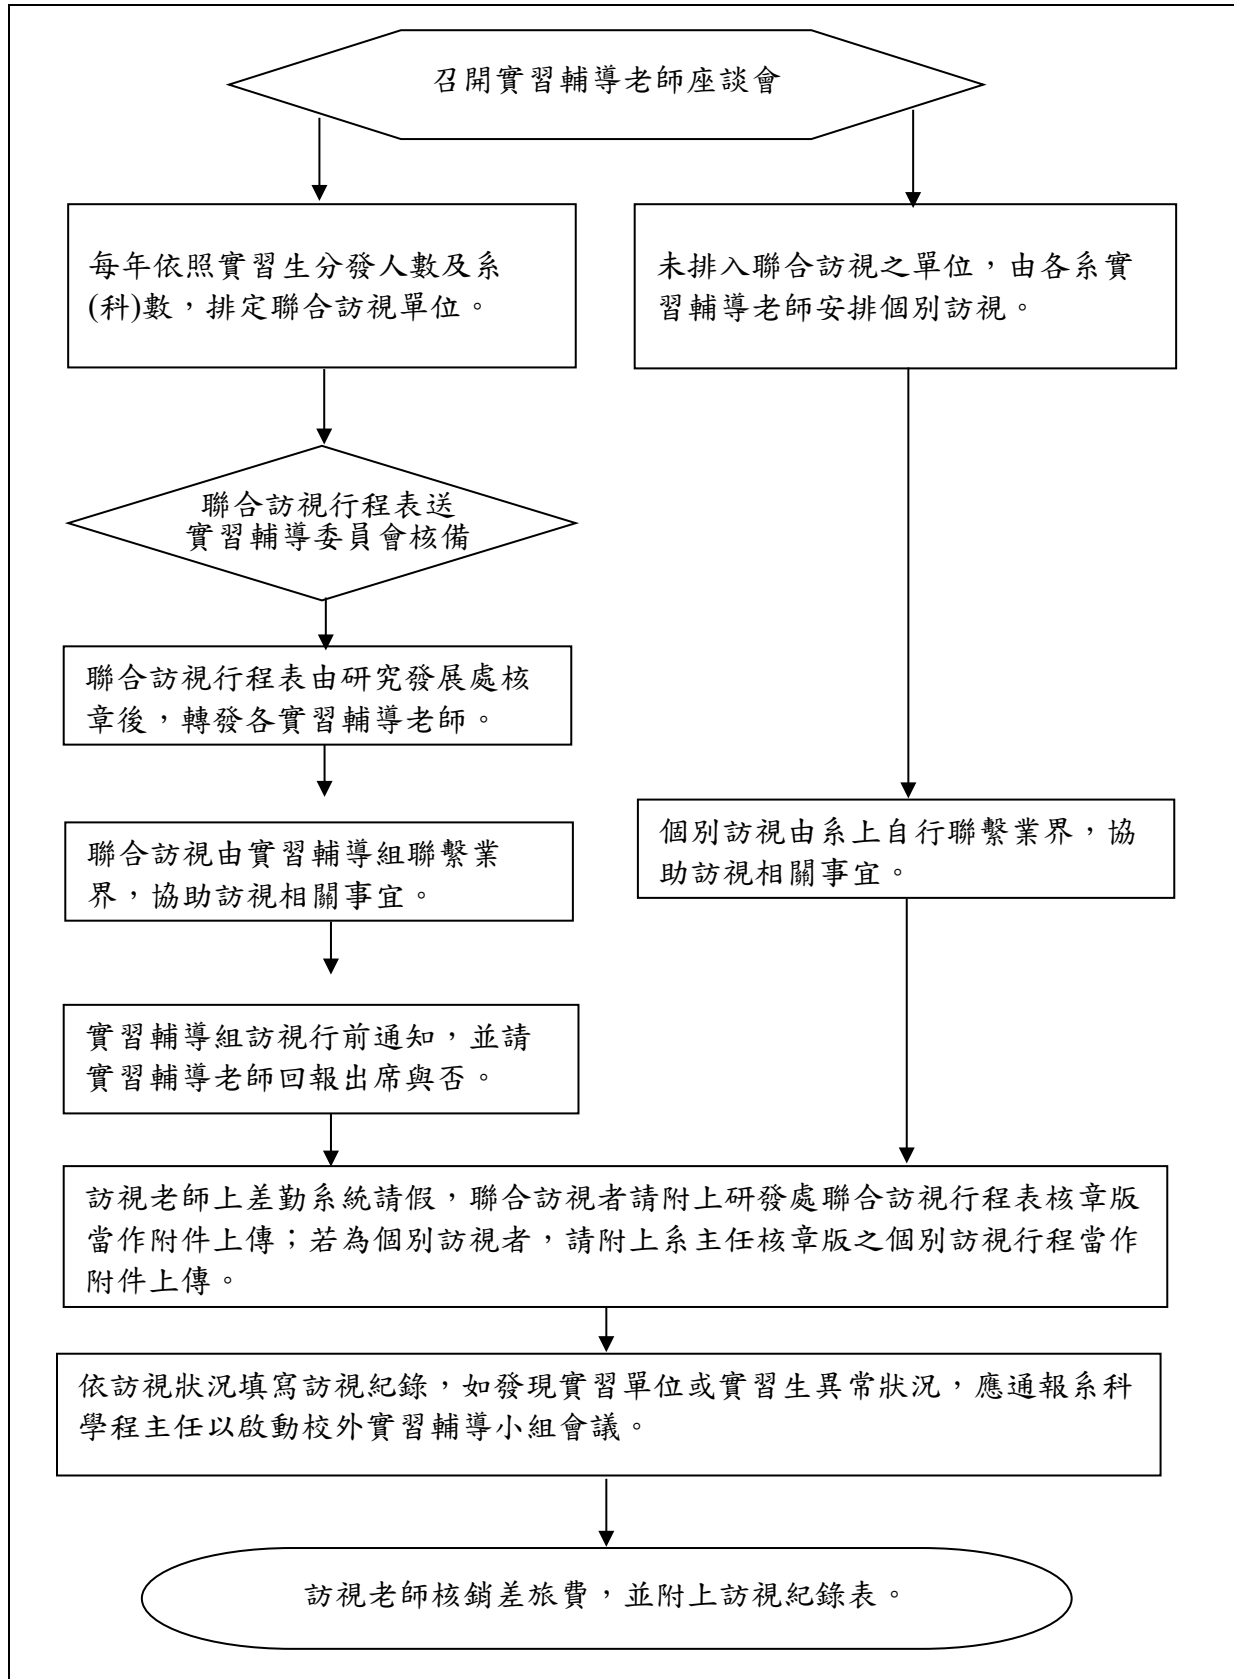 召開實習輔導老師座談會
每年依照實習生分發人數及系
(科)數，排定聯合訪視單位。
未排入聯合訪視之單位，由各系實
習輔導老師安排個別訪視。
聯合訪視行程表送
實習輔導委員會核備
聯合訪視行程表由研究發展處核
章後，轉發各實習輔導老師。
聯合訪視由實習輔導組聯繫業
界，協助訪視相關事宜。
個別訪視由系上自行聯繫業界，協
助訪視相關事宜。
實習輔導組訪視行前通知，並請
實習輔導老師回報出席與否。
訪視老師上差勤系統請假，聯合訪視者請附上研發處聯合訪視行程表核章版
當作附件上傳；若為個別訪視者，請附上系主任核章版之個別訪視行程當作
附件上傳。
依訪視狀況填寫訪視紀錄，如發現實習單位或實習生異常狀況，應通報系科
學程主任以啟動校外實習輔導小組會議。
訪視老師核銷差旅費，並附上訪視紀錄表。